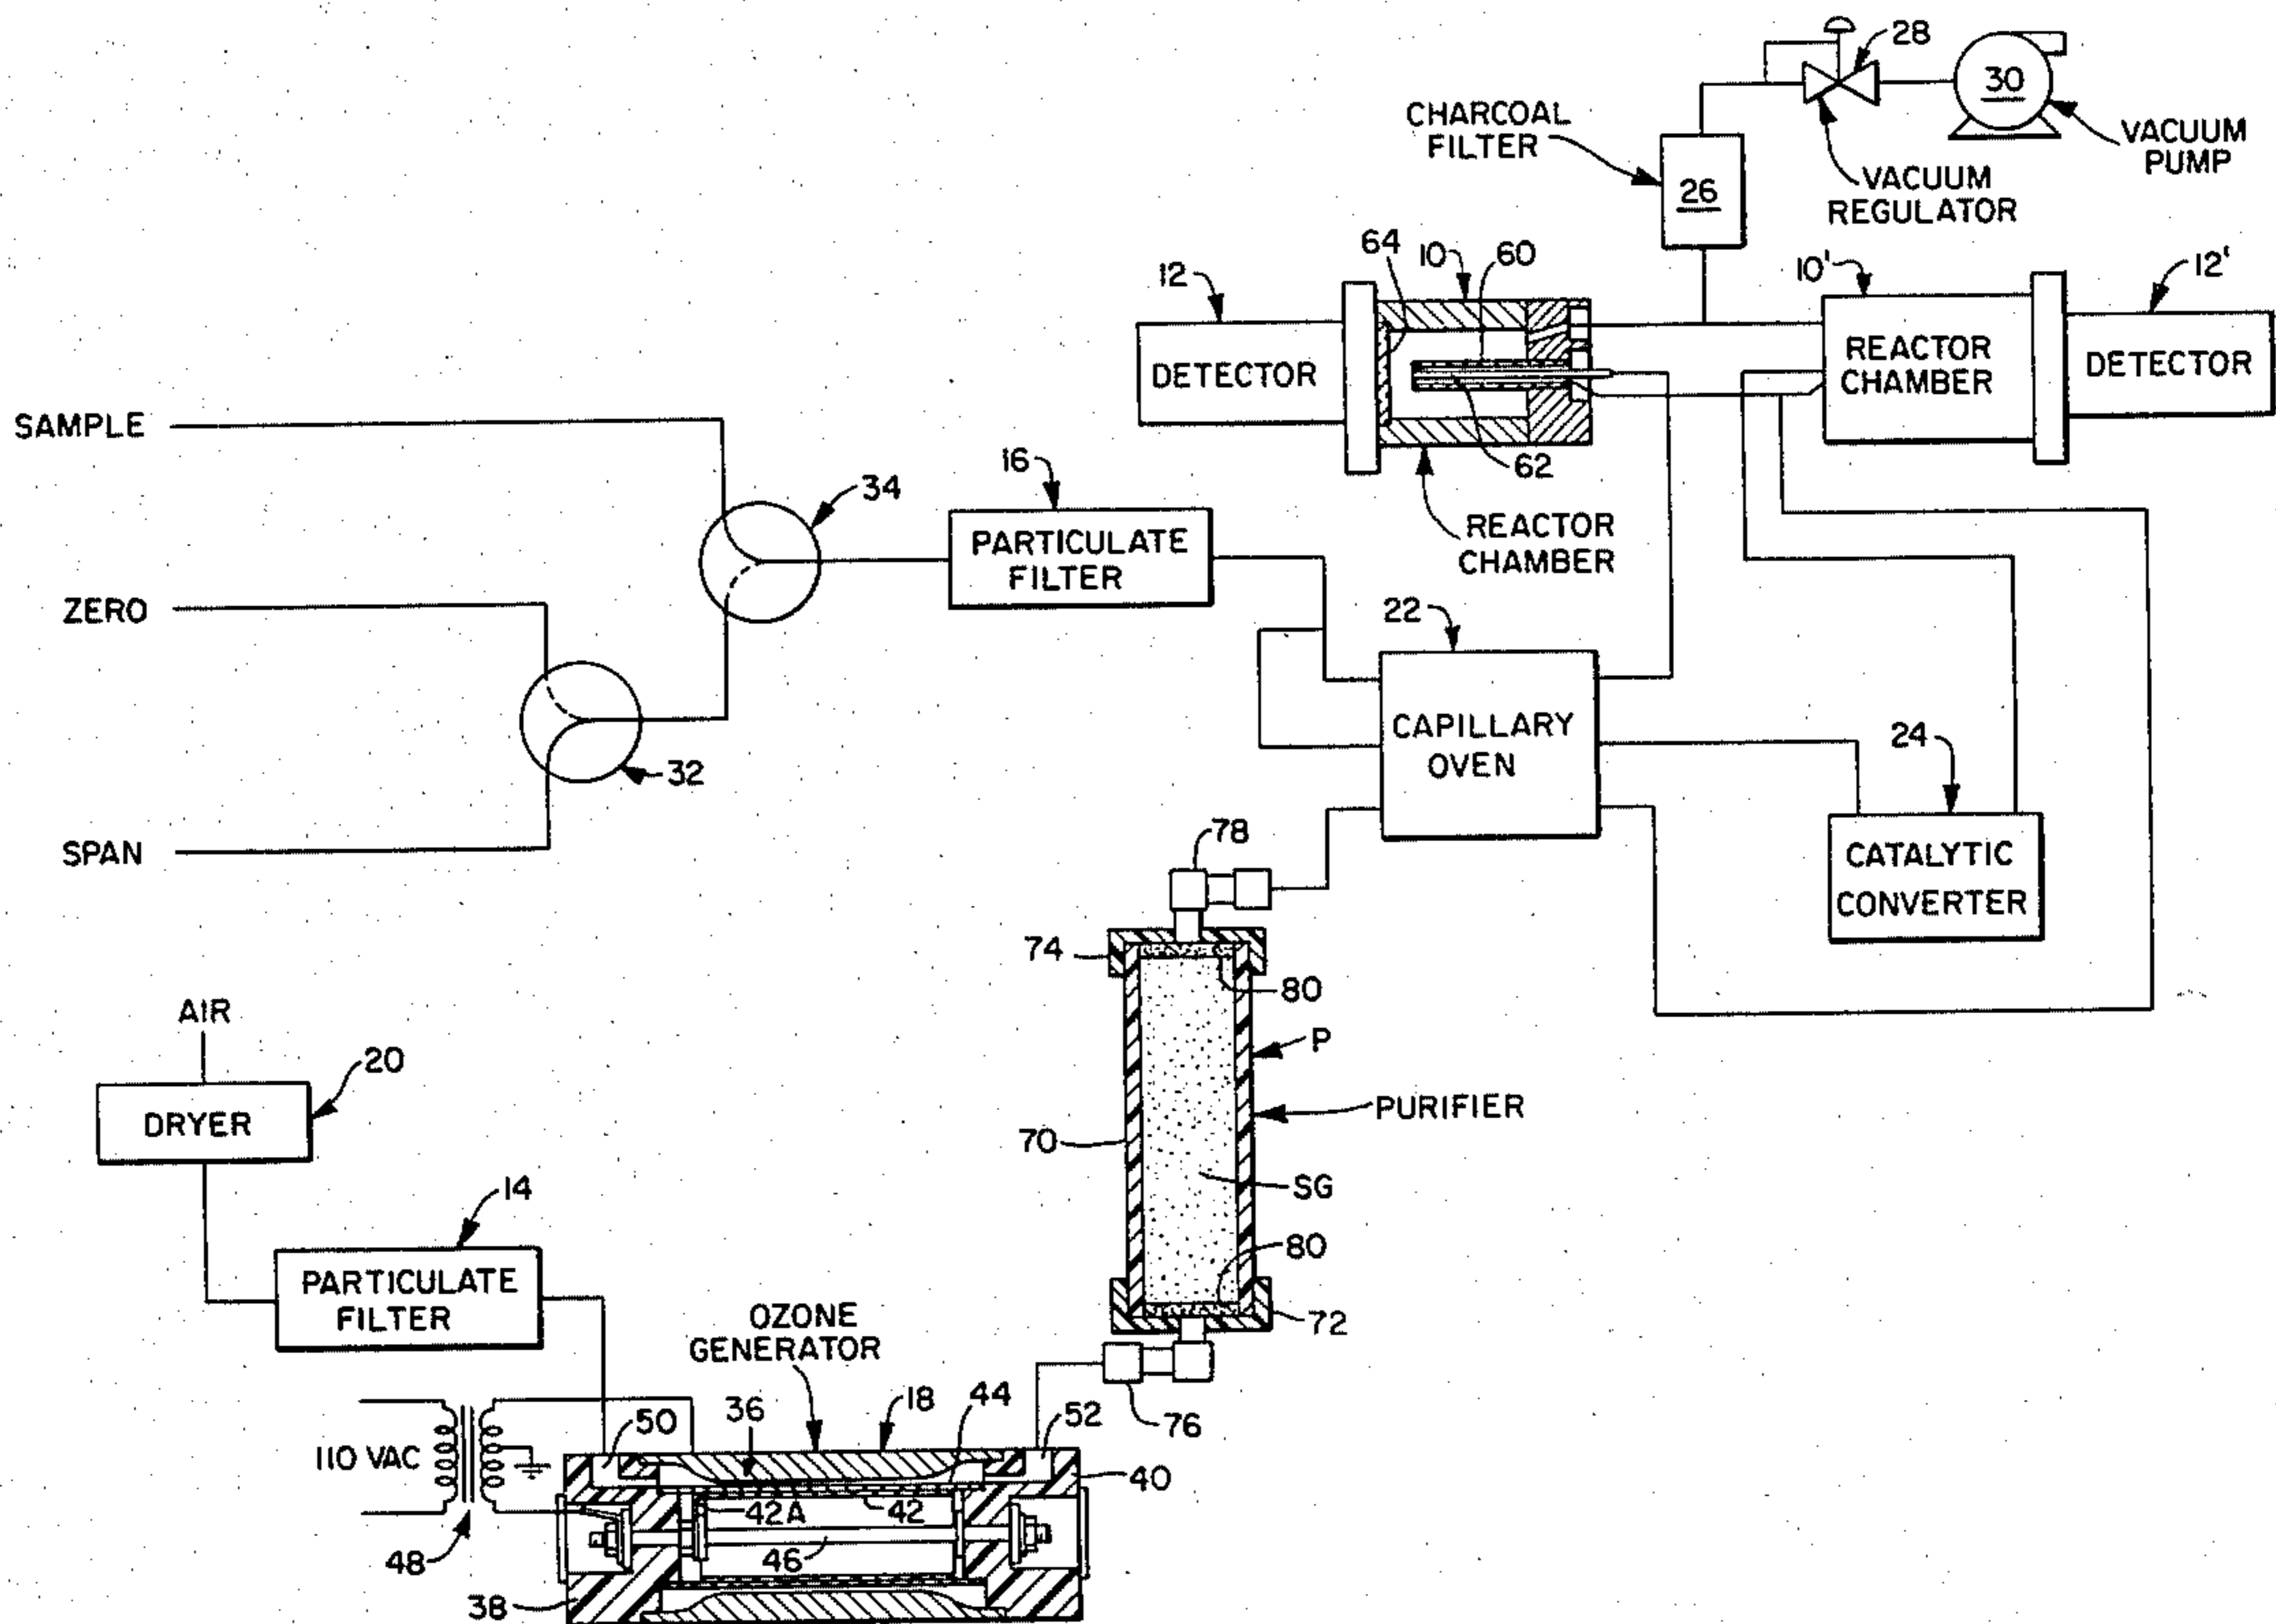 28
30
CHARCOAL
FILTER
VACUUM
PUMP
26
VACUUM
REGULATOR
64
10
60
12
10'
12'
DETECTOR
REACTOR
CHAMBER
DETECTOR
SAMPLE
62
16
34
REACTOR
CHAMBER
PARTICULATE
FILTER
ZERO
22
CAPILLARY
OVEN
24
32
SPAN
78
CATALYTIC
CONVERTER
74
80
AIR
P
20
DRYER
PURIFIER
70
SG
14
80
PARTICULATE
FILTER
OZONE
GENERATOR
72
18
44
36
50
52
76
110 VAC
40
42A
42
46
48
38